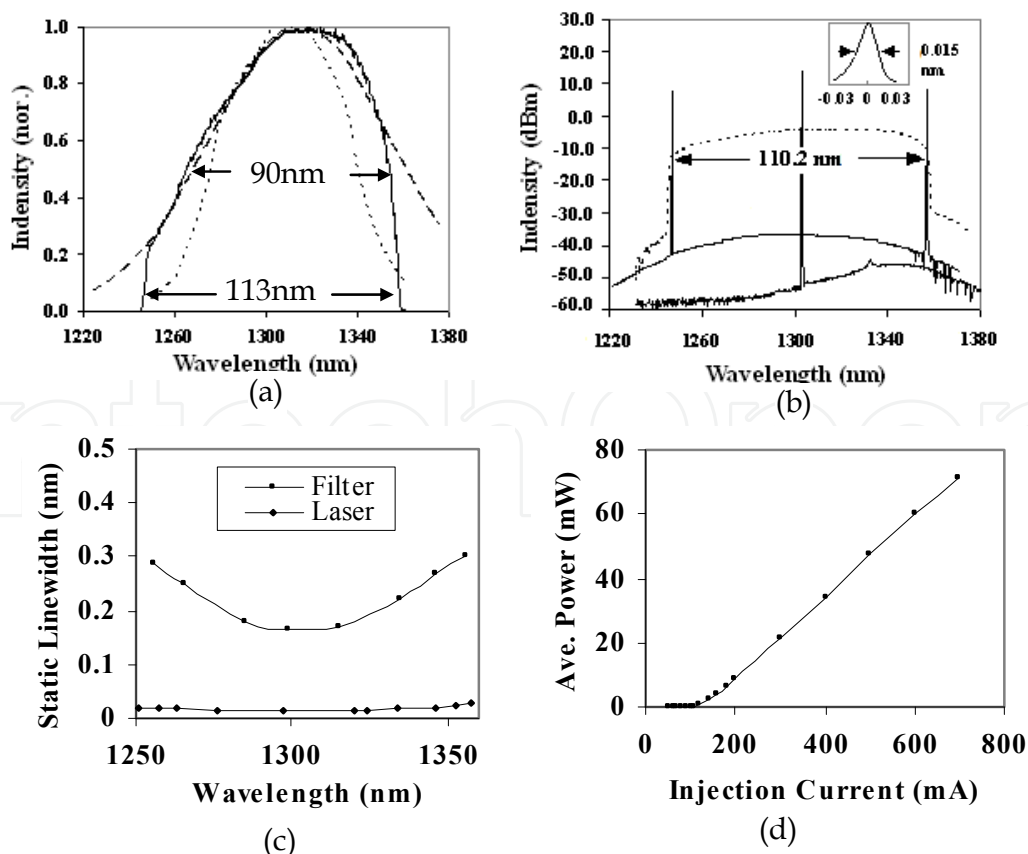 1.0
0.8
0.6
0.4
0.2
0.0
Indensity (nor.)
90nm
113nm
1220 1260 1300 1340 1380
Wavelength (nm)
(a)
30.0
20.0
10.0
0.0
-10.0
-20.0
-30.0
-40.0
-50.0
-60.0
Indensity (dBm)
0.015
nm
-0.03 0 0.03
110.2 nm
1220 1260 1300 1340 1380
Wavelength (nm)
(b)
0.5
0.4
0.3
0.2
0.1
0
Static Linewidth (nm)
Filter
Laser
1250 1300 1350
Wavelength (nm)
(c)
80
60
40
20
0
Ave. Power (mW)
0 200 400 600 800
Injection Current (mA)
(d)